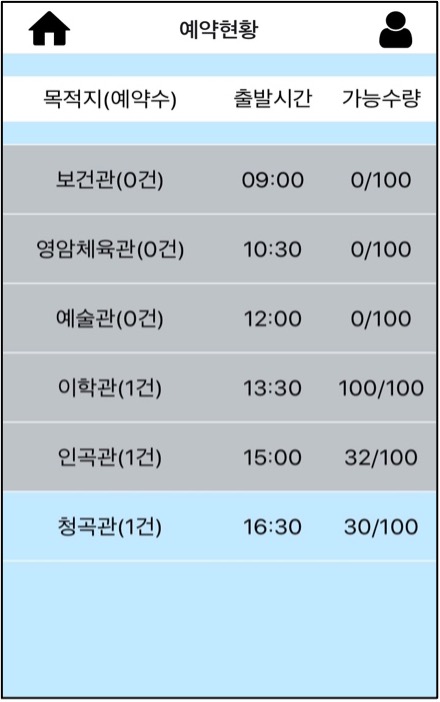 예약현황
목적지(예약수) 출발시간 가능수량
보건관(0건) 09:00 0/100
영암체육관(0건) 10:30 0/100
예술관(0건) 12:00 0/100
이학관(1건) 13:30 100/100
인곡관(1건) 15:00 32/100
청곡관(1건) 16:30 30/100